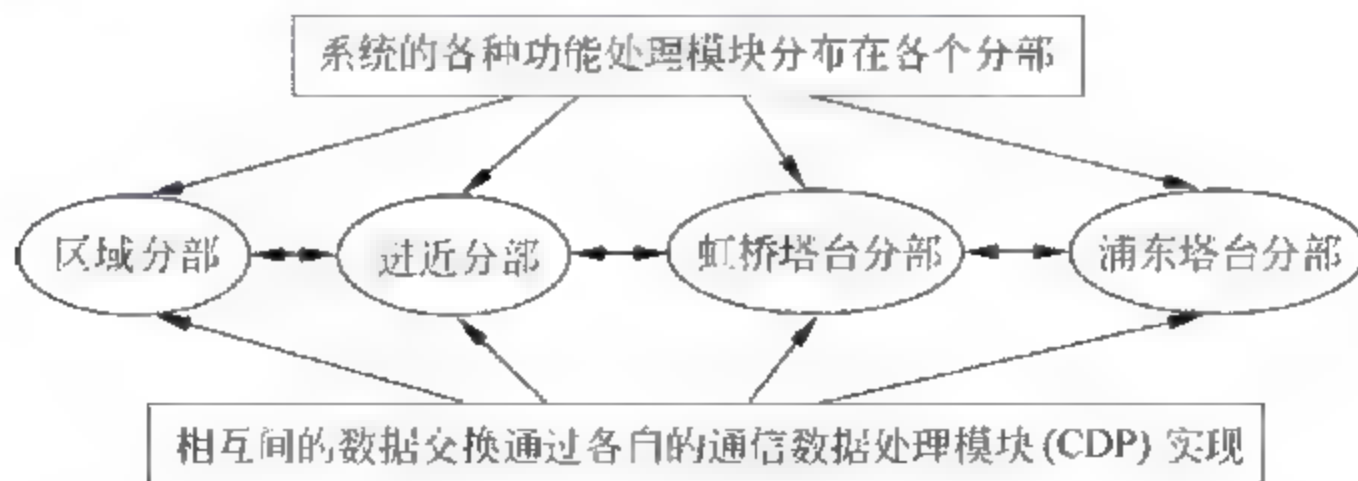 系统的各种功能处理模块分布在各个分部
区域分部
进近分部
虹桥塔台分部
浦东塔台分部
相互间的数据交换通过各自的通信数据处理模块(CDP) 实现